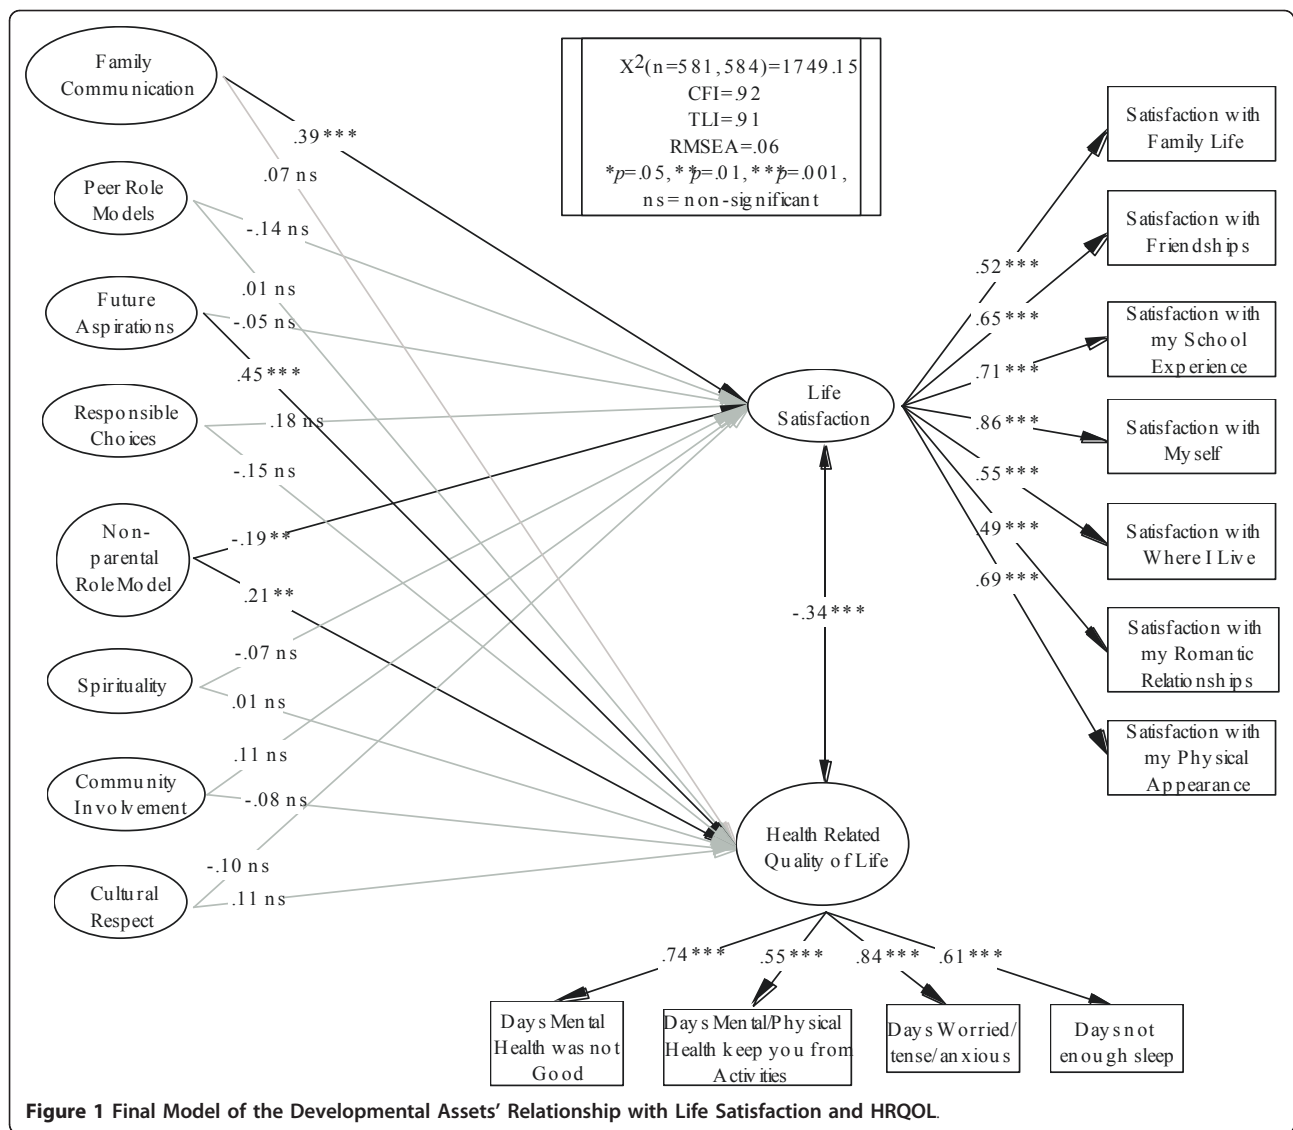 Family
Communication
Peer Role
Models
Future
Aspirations
Responsible
Choices
Non-
parental
Role Model
Spirituality
Community
Involvement
Cultural
Respect
.39***
.07 ns
-.14 ns
.01 ns
-.05 ns
.45***
.18 ns
-.15 ns
-.19**
.21 **
-.07 ns
.01 ns
.11 ns
-.08 ns
-.10 ns
.11 ns
X2(n=581, 584)=1749.15
CFI=.92
TLI=.91
RMSEA=.06
*p=.05, **p=.01, ***p=.001,
ns= non-significant
Life
Satisfaction
-.34***
Health Related
Quality of Life
.52***
.65***
.71***
.86***
.55***
.49***
.69***
Satisfaction with
Family Life
Satisfaction with
Friendships
Satisfaction with
my School
Experience
Satisfaction with
Myself
Satisfaction with
Where I Live
Satisfaction with
my Romantic
Relationships
Satisfaction with
my Physical
Appearance
.74***
.55***
.84***
.61***
Days Mental
Health was not
Good
Days Mental/Physical
Health keep you from
Activities
Days Worried/
tense/anxious
Days not
enough sleep
Figure 1 Final Model of the Developmental Assets' Relationship with Life Satisfaction and HRQOL.